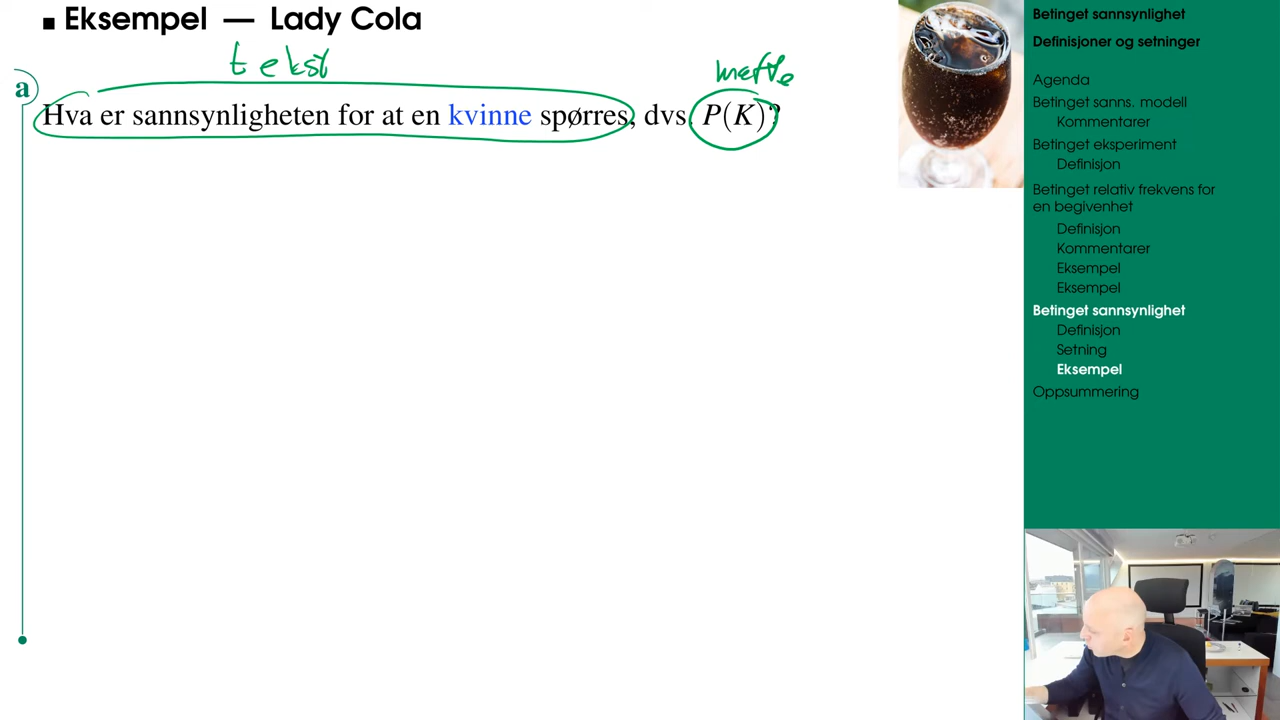 ▪ Eksempel — Lady Cola
tekst
matte
a
Hva er sannsynligheten for at en kvinne spørres, dvs. P(K)?
Betinget sannsynlighet
Definisjoner og setninger
Agenda
Betinget sanns. modell
Kommentarer
Betinget eksperiment
Definisjon
Betinget relativ frekvens for
en begivenhet
Definisjon
Kommentarer
Eksempel
Eksempel
Betinget sannsynlighet
Definisjon
Setning
Eksempel
Oppsummering